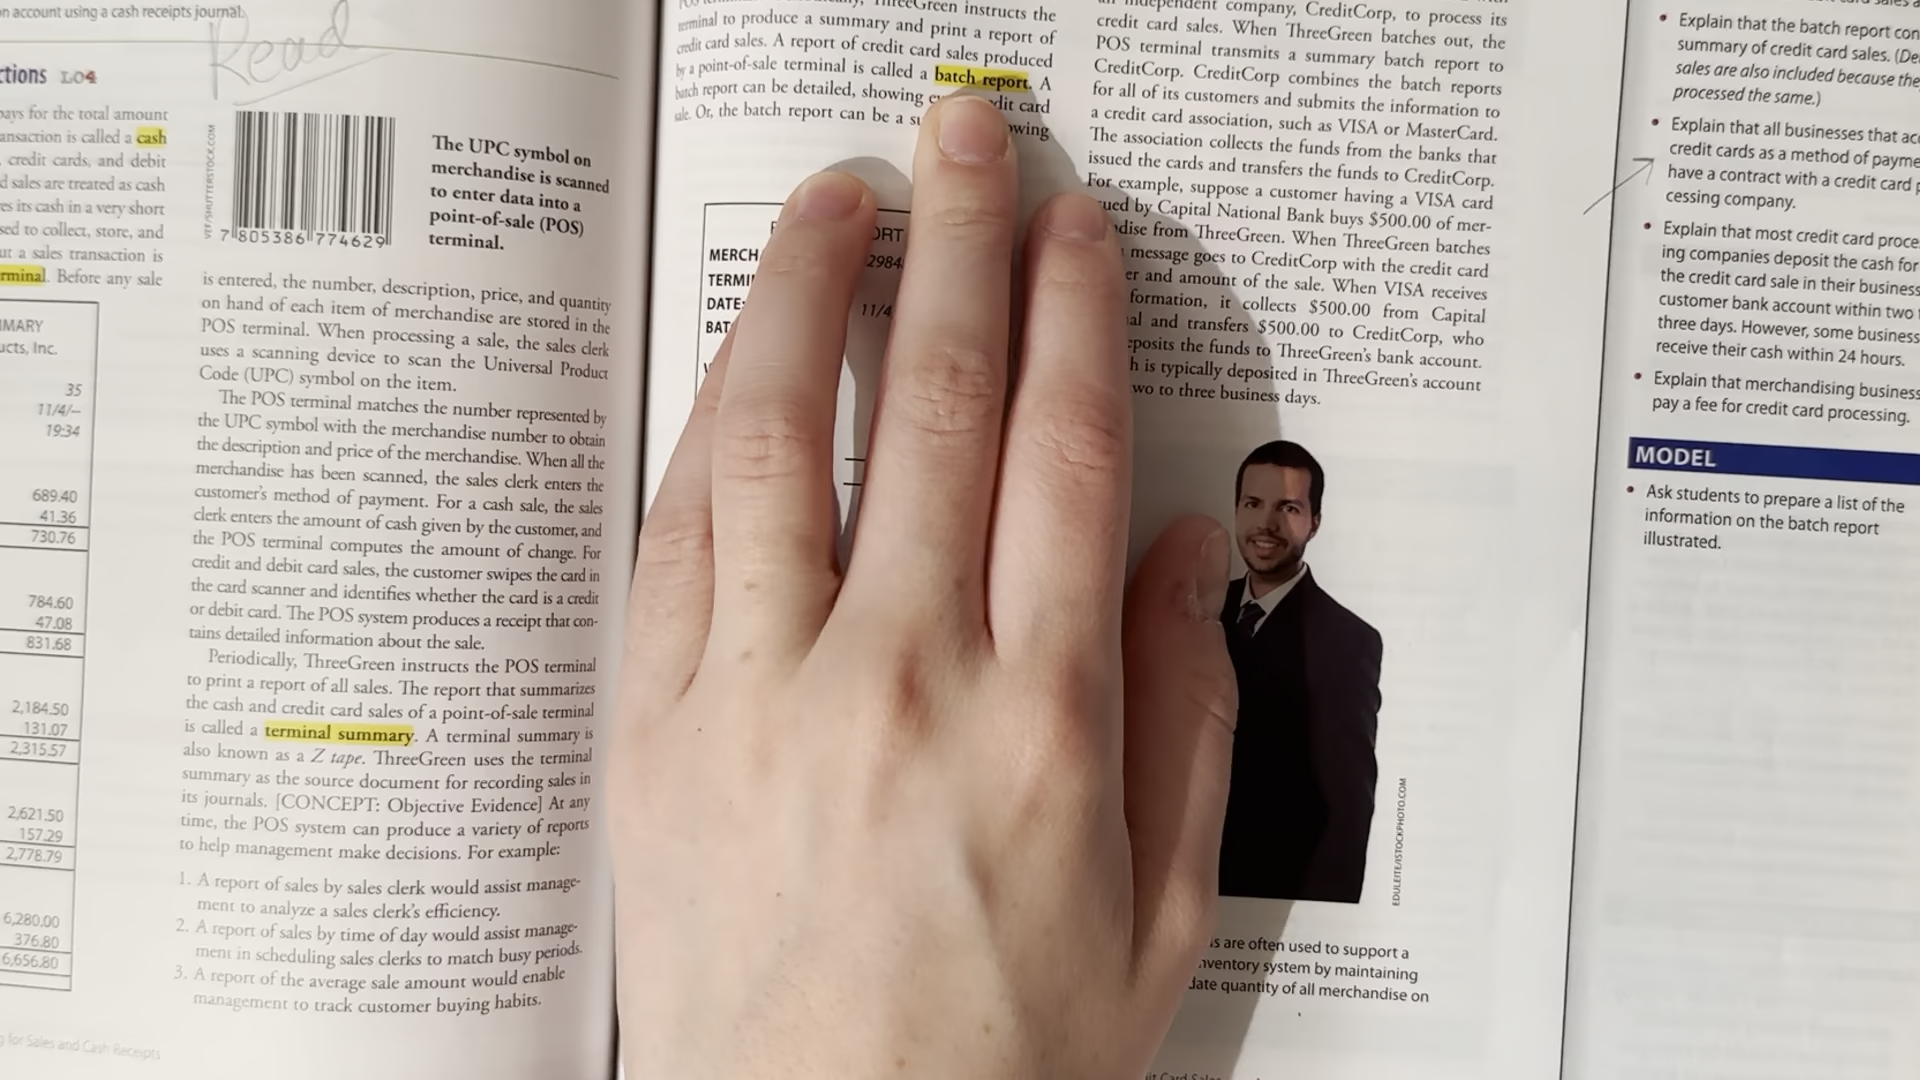 on account using a cash receipts journal.
Read
ctions LO4
pays for the total amount
ansaction is called a cash
, credit cards, and debit
d sales are treated as cash
es its cash in a very short
sed to collect, store, and
ut a sales transaction is
rminal. Before any sale
MARY
ucts, Inc.
35
11/4/--
19:34
689.40
41.36
730.76
784.60
47.08
831.68
2,184.50
131.07
2,315.57
2,621.50
157.29
2,778.79
6,280.00
376.80
6,656.80
g for Sales and Cash Receipts
VTF/SHUTTERSTOCK.COM
7 805386 774629
The UPC symbol on
merchandise is scanned
to enter data into a
point-of-sale (POS)
terminal.
is entered, the number, description, price, and quantity
on hand of each item of merchandise are stored in the
POS terminal. When processing a sale, the sales clerk
uses a scanning device to scan the Universal Product
Code (UPC) symbol on the item.
The POS terminal matches the number represented by
the UPC symbol with the merchandise number to obtain
the description and price of the merchandise. When all the
merchandise has been scanned, the sales clerk enters the
customer's method of payment. For a cash sale, the sales
clerk enters the amount of cash given by the customer, and
the POS terminal computes the amount of change. For
credit and debit card sales, the customer swipes the card in
the card scanner and identifies whether the card is a credit
or debit card. The POS system produces a receipt that con-
tains detailed information about the sale.
Periodically, ThreeGreen instructs the POS terminal
to print a report of all sales. The report that summarizes
the cash and credit card sales of a point-of-sale terminal
is called a terminal summary. A terminal summary is
also known as a Z tape. ThreeGreen uses the terminal
summary as the source document for recording sales in
its journals. [CONCEPT: Objective Evidence] At any
time, the POS system can produce a variety of reports
to help management make decisions. For example:
1. A report of sales by sales clerk would assist manage-
ment to analyze a sales clerk's efficiency.
2. A report of sales by time of day would assist manage-
ment in scheduling sales clerks to match busy periods.
3. A report of the average sale amount would enable
management to track customer buying habits.
ThreeGreen instructs the
terminal to produce a summary and print a report of
credit card sales. A report of credit card sales produced
by a point-of-sale terminal is called a batch report. A
batch report can be detailed, showing dit card
sale. Or, the batch report can be a su owing
ORT
MERCH 2984
TERMI
DATE: 11/4
BAT
independent company, CreditCorp, to process its
credit card sales. When ThreeGreen batches out, the
POS terminal transmits a summary batch report to
CreditCorp. CreditCorp combines the batch reports
for all of its customers and submits the information to
a credit card association, such as VISA or MasterCard.
The association collects the funds from the banks that
issued the cards and transfers the funds to CreditCorp.
For example, suppose a customer having a VISA card
ued by Capital National Bank buys $500.00 of mer-
dise from ThreeGreen. When ThreeGreen batches
message goes to CreditCorp with the credit card
er and amount of the sale. When VISA receives
formation, it collects $500.00 from Capital
al and transfers $500.00 to CreditCorp, who
eposits the funds to ThreeGreen's bank account.
h is typically deposited in ThreeGreen's account
wo to three business days.
EDULEITE/ISTOCKPHOTO.COM
s are often used to support a
nventory system by maintaining
date quantity of all merchandise on
it Card Sales
• Explain that the batch report con
summary of credit card sales. (De
sales are also included because the
processed the same.)
• Explain that all businesses that acc
credit cards as a method of payme
have a contract with a credit card p
cessing company.
• Explain that most credit card proce
ing companies deposit the cash for
the credit card sale in their business
customer bank account within two
three days. However, some business
receive their cash within 24 hours.
• Explain that merchandising business
pay a fee for credit card processing.
MODEL
• Ask students to prepare a list of the
information on the batch report
illustrated.